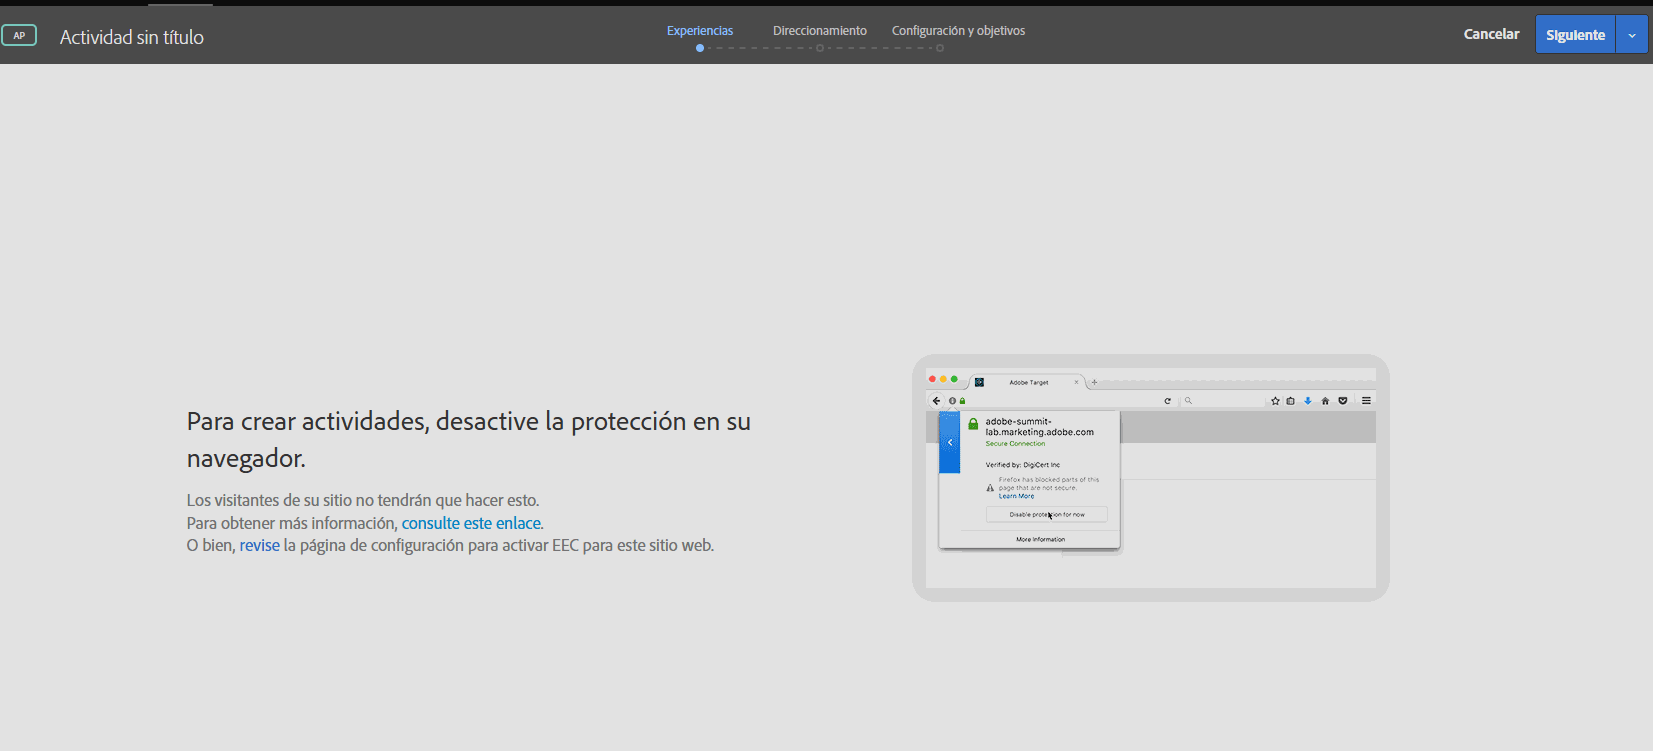 AP
Actividad sin título
Experiencias
Direccionamiento
Configuración y objetivos
Cancelar
Siguiente
Para crear actividades, desactive la protección en su
navegador.
Los visitantes de su sitio no tendrán que hacer esto.
Para obtener más información, consulte este enlace.
O bien, revise la página de configuración para activar EEC para este sitio web.
Adobe Target
adobe-summit-
lab.marketing.adobe.com
Secure Connection
Verified by: DigiCert Inc
Firefox has blocked parts of this
page that are not secure.
Learn More
Disable protection for now
More Information